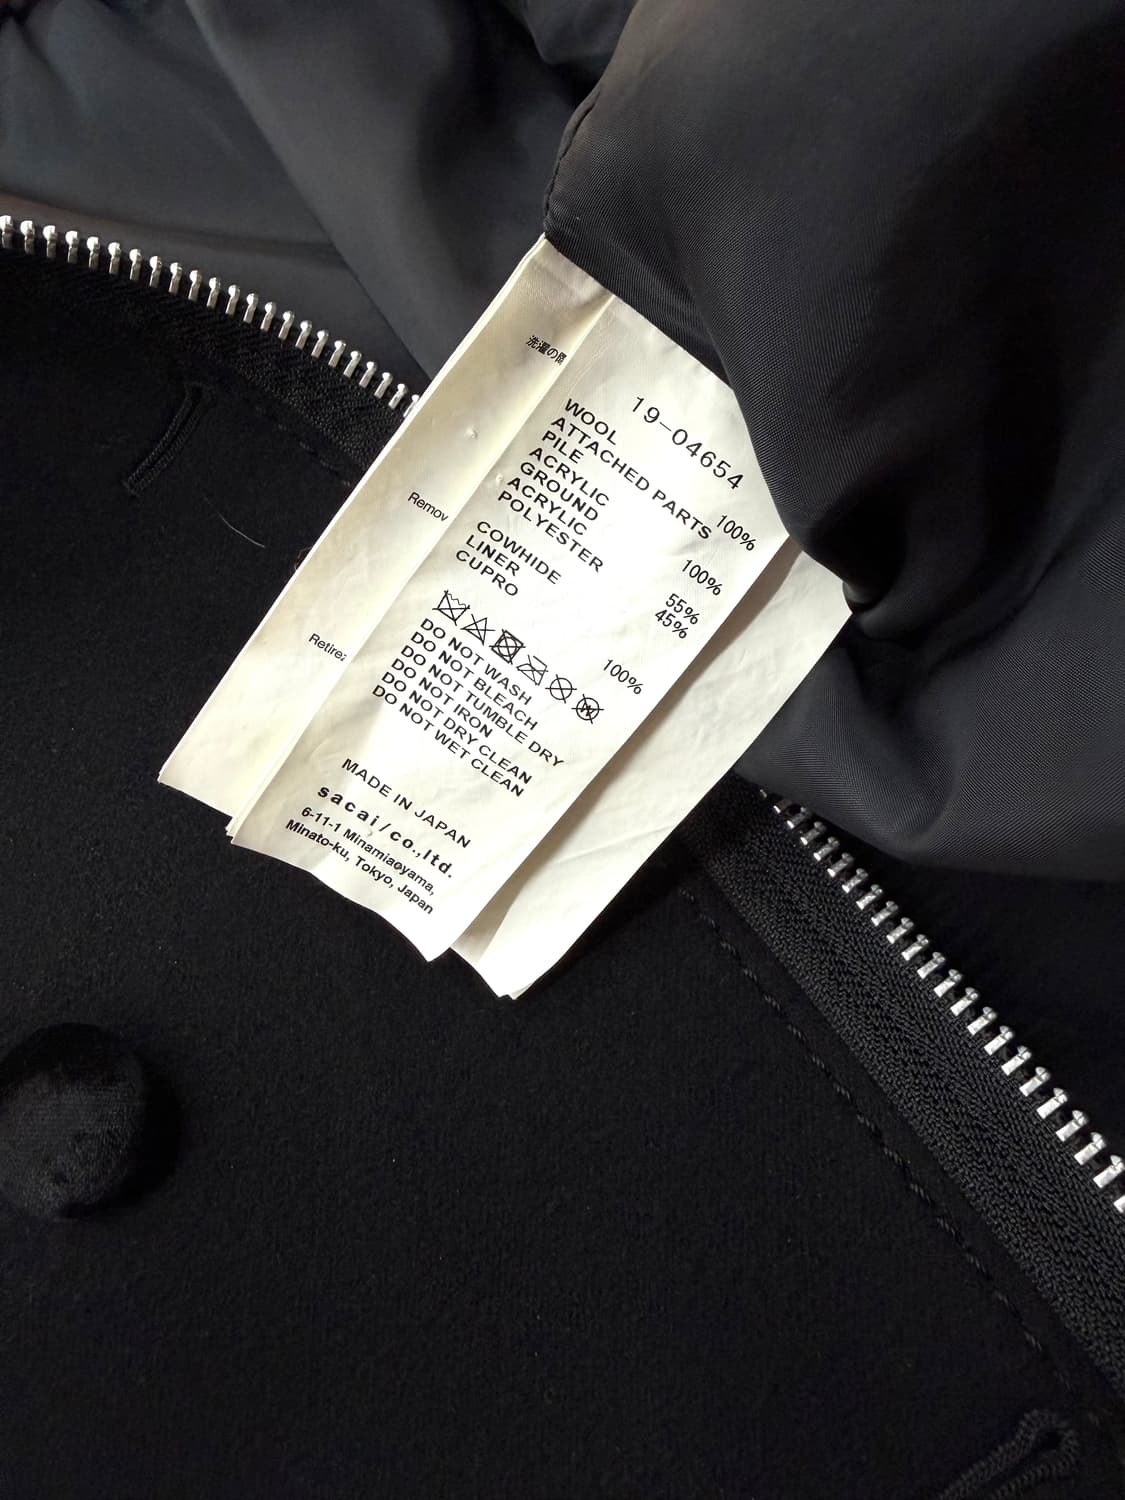 洗濯の際
Remov
Retirez
19-04654
WOOL 100%
ATTACHED PARTS
PILE
ACRYLIC 100%
GROUND
ACRYLIC 55%
POLYESTER 45%
COWHIDE
LINER
CUPRO 100%
DO NOT WASH
DO NOT BLEACH
DO NOT TUMBLE DRY
DO NOT IRON
DO NOT DRY CLEAN
DO NOT WET CLEAN
MADE IN JAPAN
sacai/co.,ltd.
6-11-1 Minamiaoyama,
Minato-ku, Tokyo, Japan